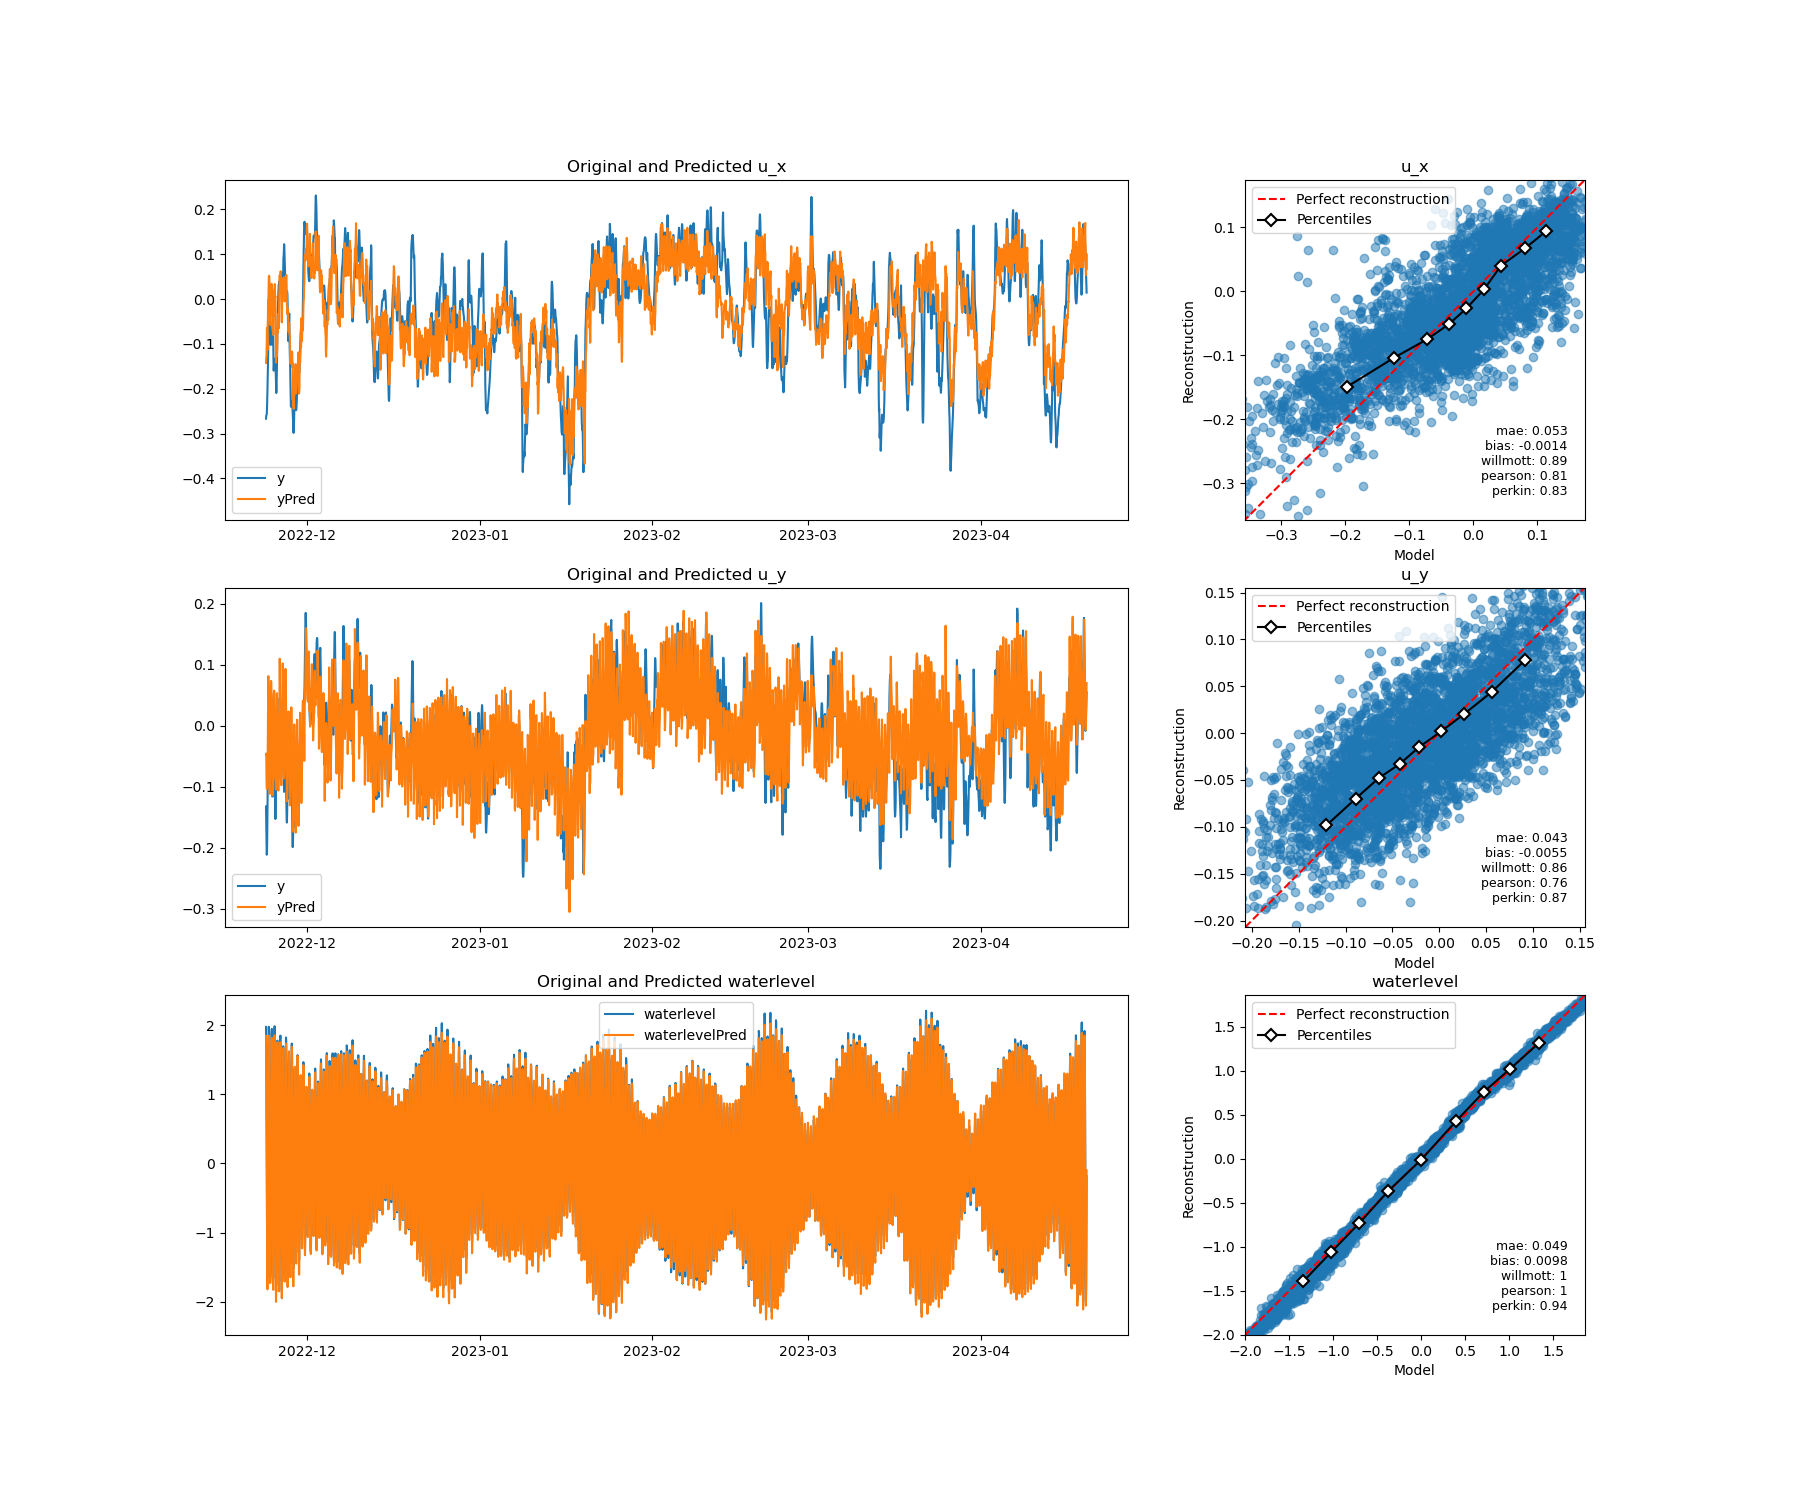 Original and Predicted u_x
0.2
0.1
0.0
−0.1
−0.2
−0.3
−0.4
y
yPred
2022-12 2023-01 2023-02 2023-03 2023-04
u_x
Perfect reconstruction
Percentiles
Reconstruction
0.1
0.0
−0.1
−0.2
−0.3
mae: 0.053
bias: -0.0014
willmott: 0.89
pearson: 0.81
perkin: 0.83
−0.3 −0.2 −0.1 0.0 0.1
Model
Original and Predicted u_y
0.2
0.1
0.0
−0.1
−0.2
−0.3
y
yPred
2022-12 2023-01 2023-02 2023-03 2023-04
u_y
Perfect reconstruction
Percentiles
Reconstruction
0.15
0.10
0.05
0.00
−0.05
−0.10
−0.15
−0.20
mae: 0.043
bias: -0.0055
willmott: 0.86
pearson: 0.76
perkin: 0.87
−0.20 −0.15 −0.10 −0.05 0.00 0.05 0.10 0.15
Model
Original and Predicted waterlevel
waterlevel
waterlevelPred
2
1
0
−1
−2
2022-12 2023-01 2023-02 2023-03 2023-04
waterlevel
Perfect reconstruction
Percentiles
Reconstruction
1.5
1.0
0.5
0.0
−0.5
−1.0
−1.5
−2.0
mae: 0.049
bias: 0.0098
willmott: 1
pearson: 1
perkin: 0.94
−2.0 −1.5 −1.0 −0.5 0.0 0.5 1.0 1.5
Model